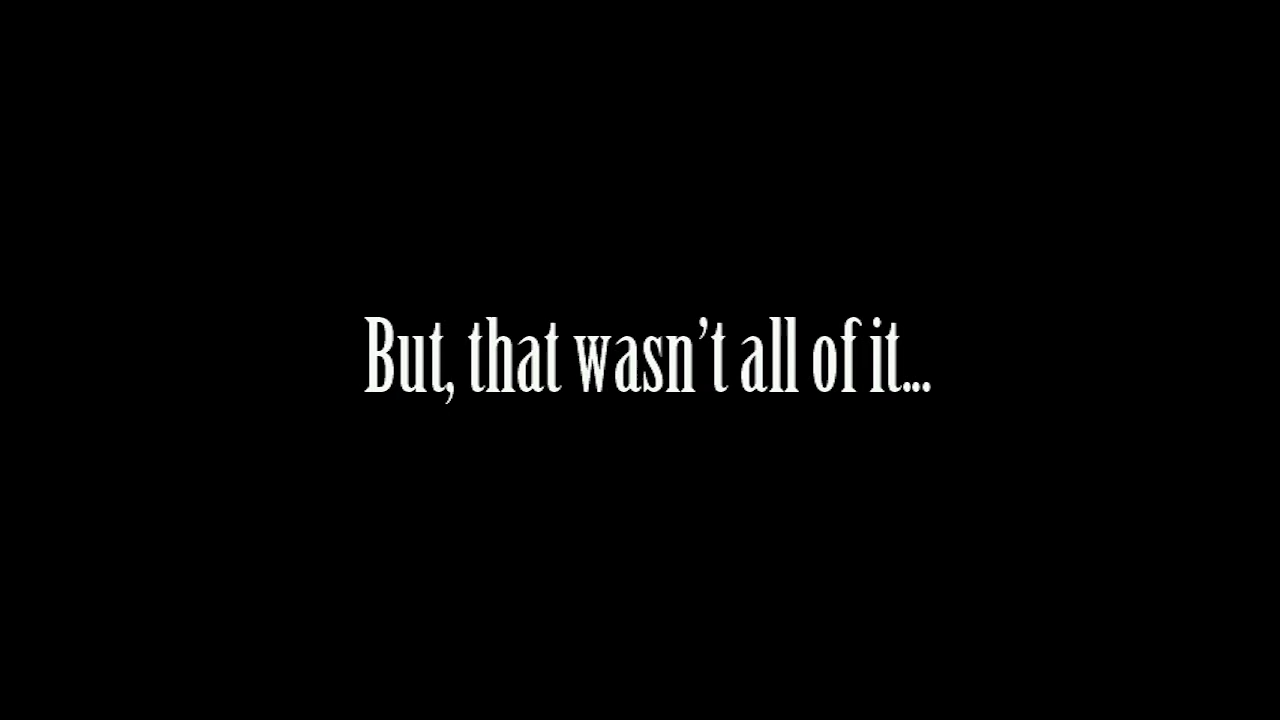 But, that wasn’t all of it...